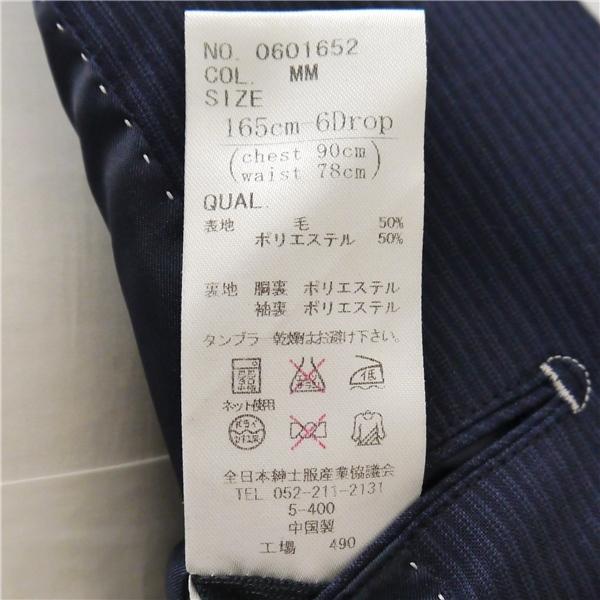 NO. 0601652
COL. MM
SIZE
165cm-6Drop
(chest 90cm
waist 78cm)
QUAL.
表地 毛 50%
ポリエステル 50%
裏地 胴裏 ポリエステル
袖裏 ポリエステル
タンブラー乾燥はお避け下さい。
低
ネット使用
ドライ
全日本紳士服産業協議会
TEL 052-211-2131
5-400
中国製
工場 490